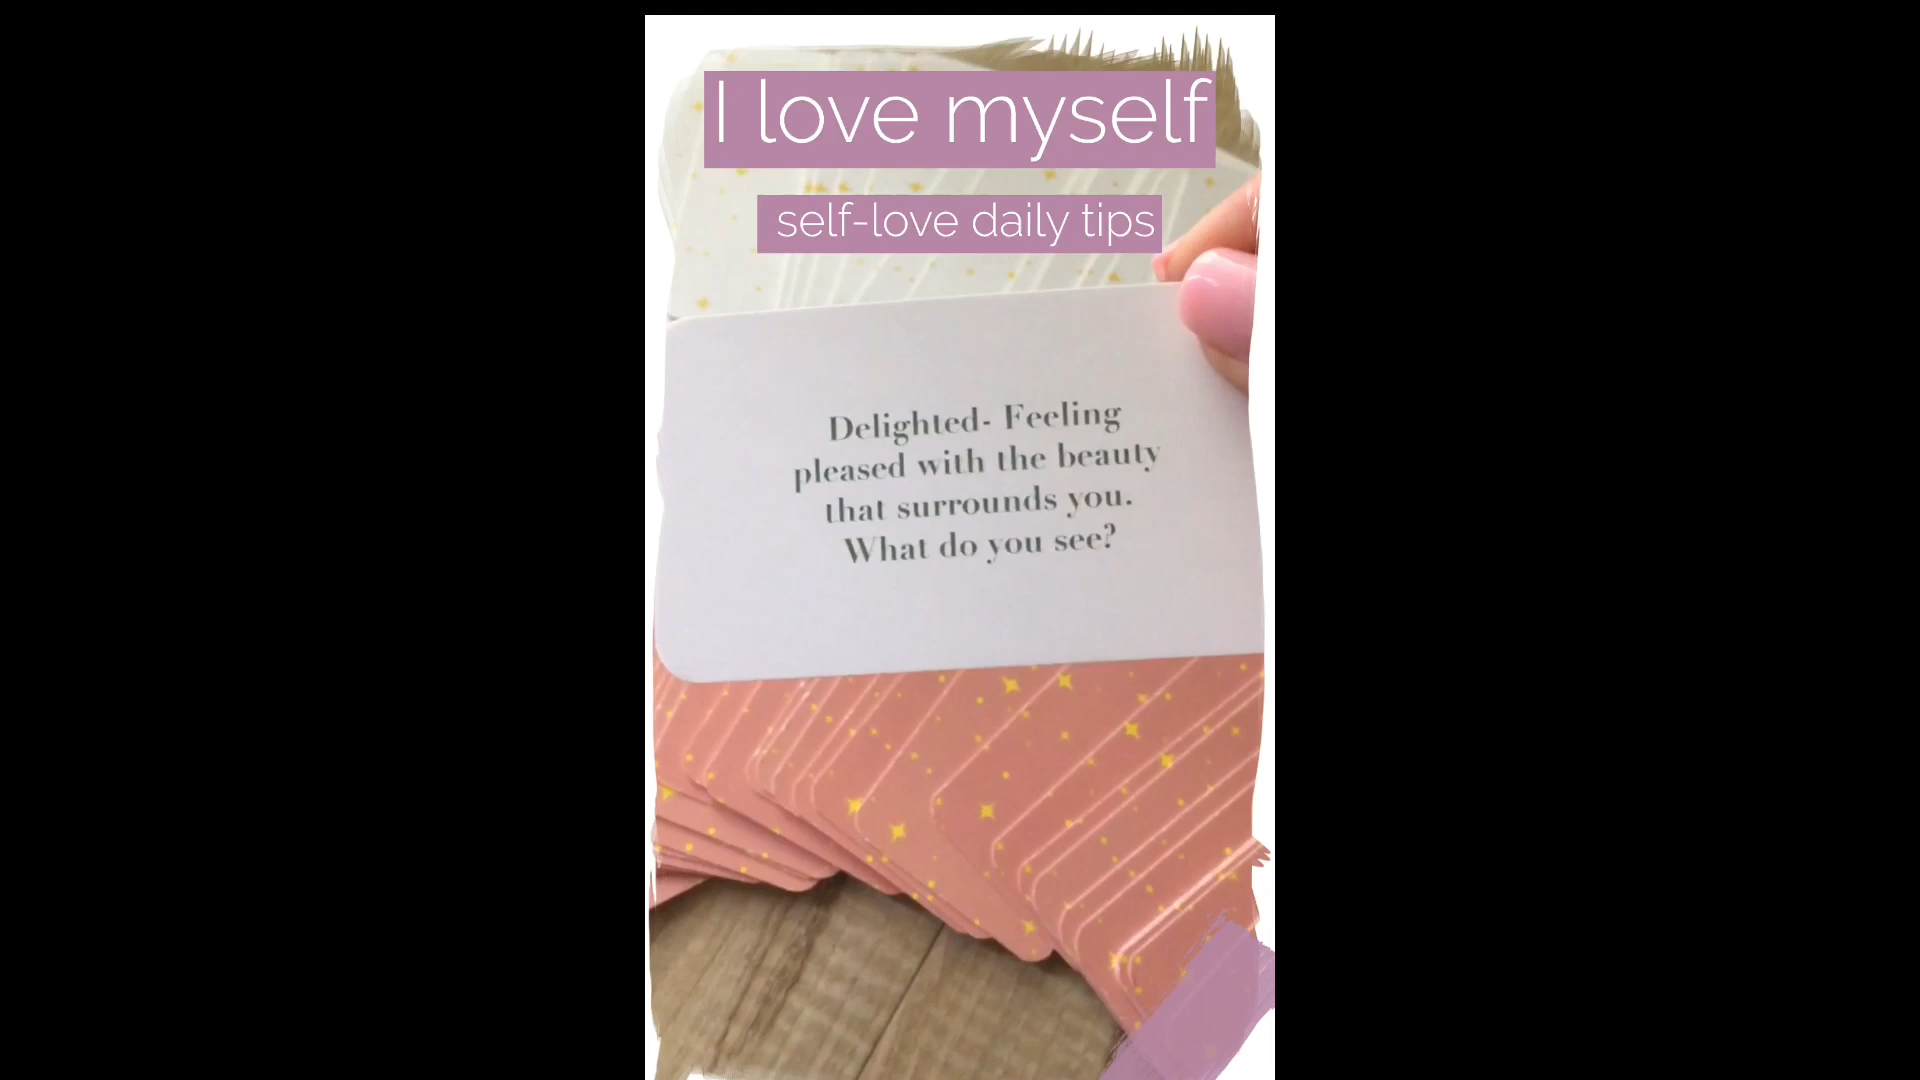 I love myself
self-love daily tips
Delighted- Feeling
pleased with the beauty
that surrounds you.
What do you see?